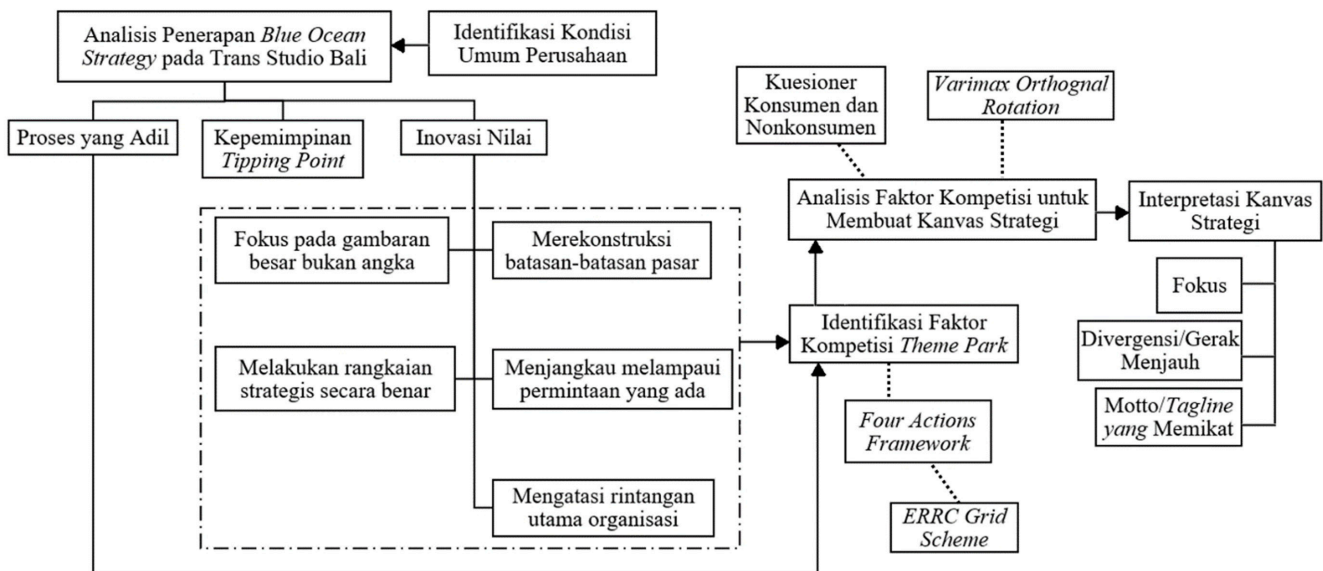 Analisis Penerapan Blue Ocean
Strategy pada Trans Studio Bali
Identifikasi Kondisi
Umum Perusahaan
Proses yang Adil
Kepemimpinan
Tipping Point
Inovasi Nilai
Fokus pada gambaran
besar bukan angka
Merekonstruksi
batasan-batasan pasar
Melakukan rangkaian
strategis secara benar
Menjangkau melampaui
permintaan yang ada
Mengatasi rintangan
utama organisasi
Kuesioner
Konsumen dan
Nonkonsumen
Varimax Orthognal
Rotation
Analisis Faktor Kompetisi untuk
Membuat Kanvas Strategi
Identifikasi Faktor
Kompetisi Theme Park
Four Actions
Framework
ERRC Grid
Scheme
Interpretasi Kanvas
Strategi
Fokus
Divergensi/Gerak
Menjauh
Motto/Tagline
yang Memikat